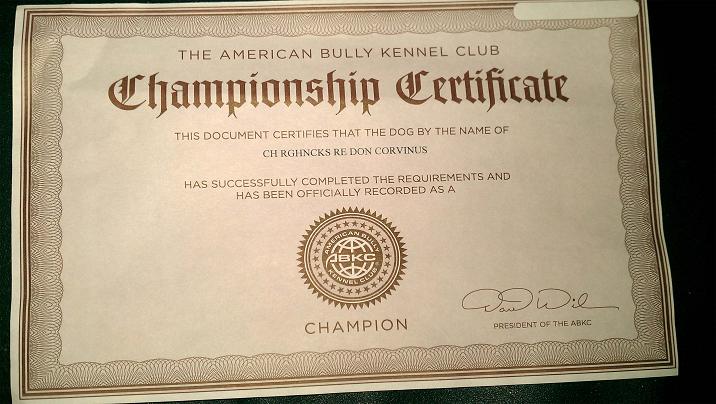 THE AMERICAN BULLY KENNEL CLUB
Championship Certificate
THIS DOCUMENT CERTIFIES THAT THE DOG BY THE NAME OF
CH RGHNCKS RE DON CORVINUS
HAS SUCCESSFULLY COMPLETED THE REQUIREMENTS AND
HAS BEEN OFFICIALLY RECORDED AS A
AMERICAN BULLY
ABKC
KENNEL CLUB
CHAMPION
PRESIDENT OF THE ABKC